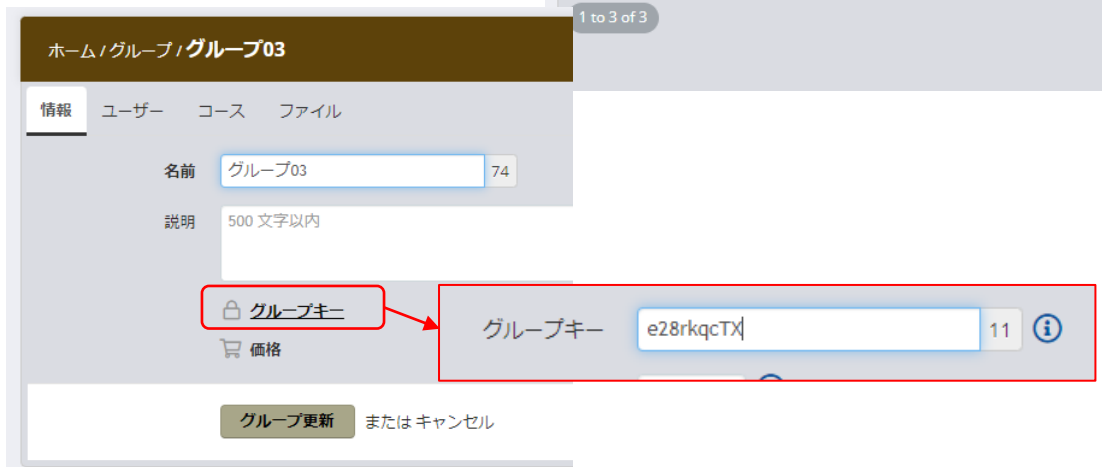 1 to 3 of 3
ホーム / グループ / グループ03
情報 ユーザー コース ファイル
名前 グループ03 74
説明 500 文字以内
グループキー
価格
グループキー e28rkqcTX 11
グループ更新 または キャンセル